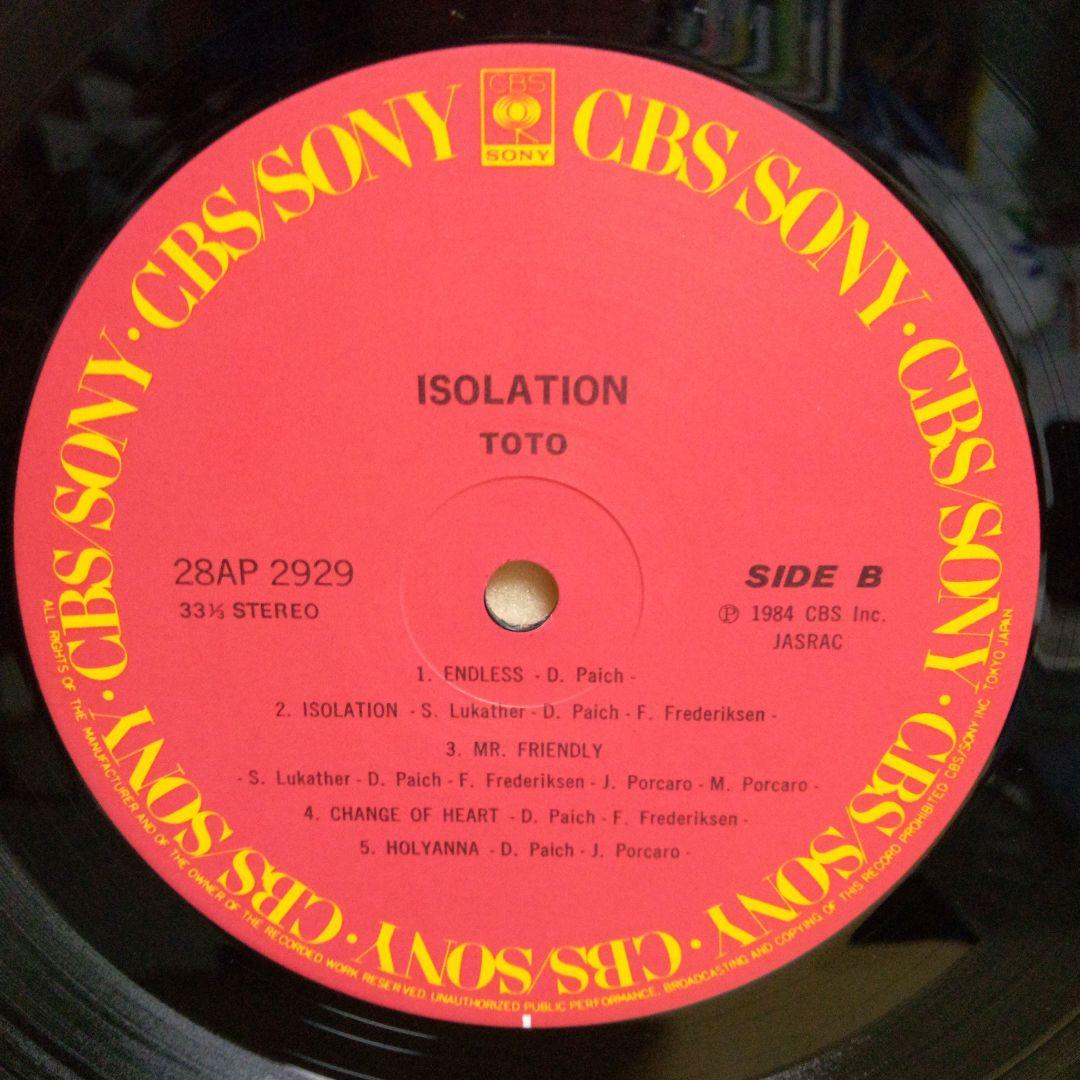 CBS
SONY
CBS/SONY · CBS/SONY · CBS/SONY · CBS/SONY · CBS/SONY · CBS/SONY · CBS/SONY · CBS/SONY · CBS/SONY
ISOLATION
TOTO
28AP 2929
33⅓ STEREO
SIDE B
Ⓟ 1984 CBS Inc.
JASRAC
1. ENDLESS - D. Paich -
2. ISOLATION - S. Lukather - D. Paich - F. Frederiksen -
3. MR. FRIENDLY
- S. Lukather - D. Paich - F. Frederiksen - J. Porcaro - M. Porcaro -
4. CHANGE OF HEART - D. Paich - F. Frederiksen -
5. HOLYANNA - D. Paich - J. Porcaro -
ALL RIGHTS OF THE MANUFACTURER AND OF THE OWNER OF THE RECORDED WORK RESERVED. UNAUTHORIZED PUBLIC PERFORMANCE, BROADCASTING AND COPYING OF THIS RECORD PROHIBITED CBS/SONY INC TOKYO JAPAN